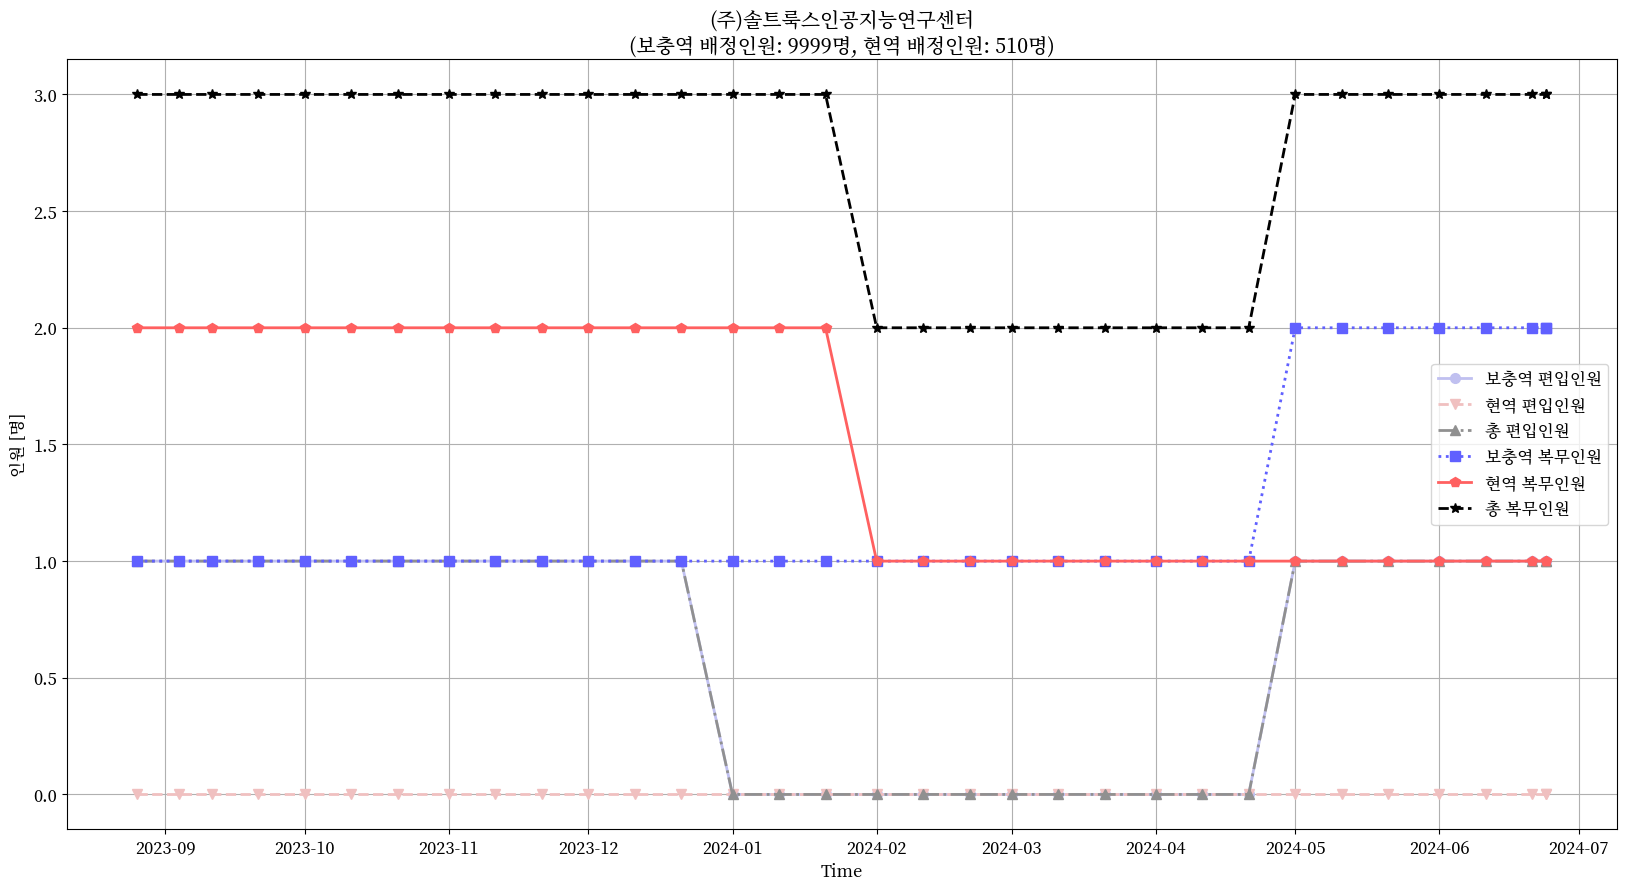 (주)솔트룩스인공지능연구센터
(보충역 배정인원: 9999명, 현역 배정인원: 510명)
3.0
2.5
2.0
1.5
1.0
0.5
0.0
인원 [명]
보충역 편입인원
현역 편입인원
총 편입인원
보충역 복무인원
현역 복무인원
총 복무인원
2023-09 2023-10 2023-11 2023-12 2024-01 2024-02 2024-03 2024-04 2024-05 2024-06 2024-07
Time